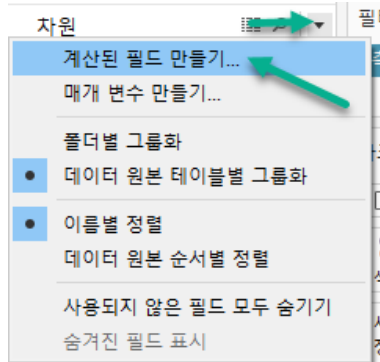 차원
필
계산된 필드 만들기...
매개 변수 만들기...
폴더별 그룹화
데이터 원본 테이블별 그룹화
이름별 정렬
데이터 원본 순서별 정렬
사용되지 않은 필드 모두 숨기기
숨겨진 필드 표시